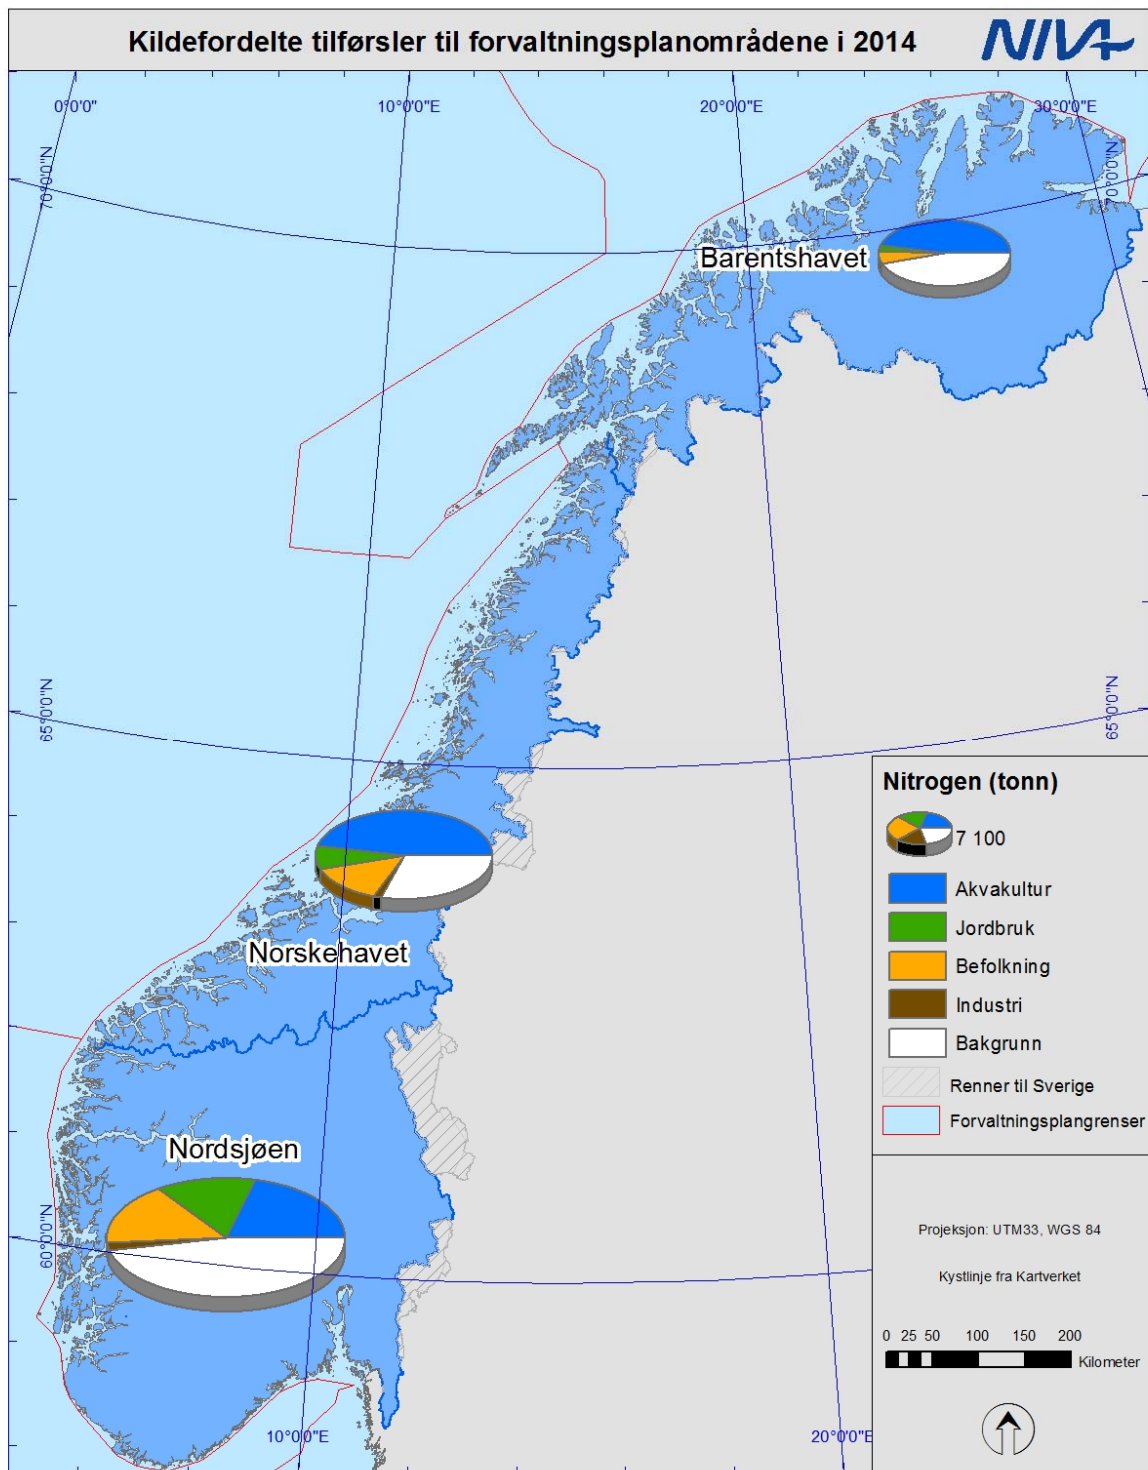 Kildefordelte tilførsler til forvaltningsplanområdene i 2014
NIVA
0°0'0"
10°0'0"E
20°0'0"E
30°0'0"E
70°0'0"N
70°0'0"N
Barentshavet
65°0'0"N
65°0'0"N
Norskehavet
Nordsjøen
60°0'0"N
10°0'0"E
20°0'0"E
Nitrogen (tonn)
7 100
Akvakultur
Jordbruk
Befolkning
Industri
Bakgrunn
Renner til Sverige
Forvaltningsplangrenser
Projeksjon: UTM33, WGS 84
Kystlinje fra Kartverket
0 25 50 100 150 200
Kilometer